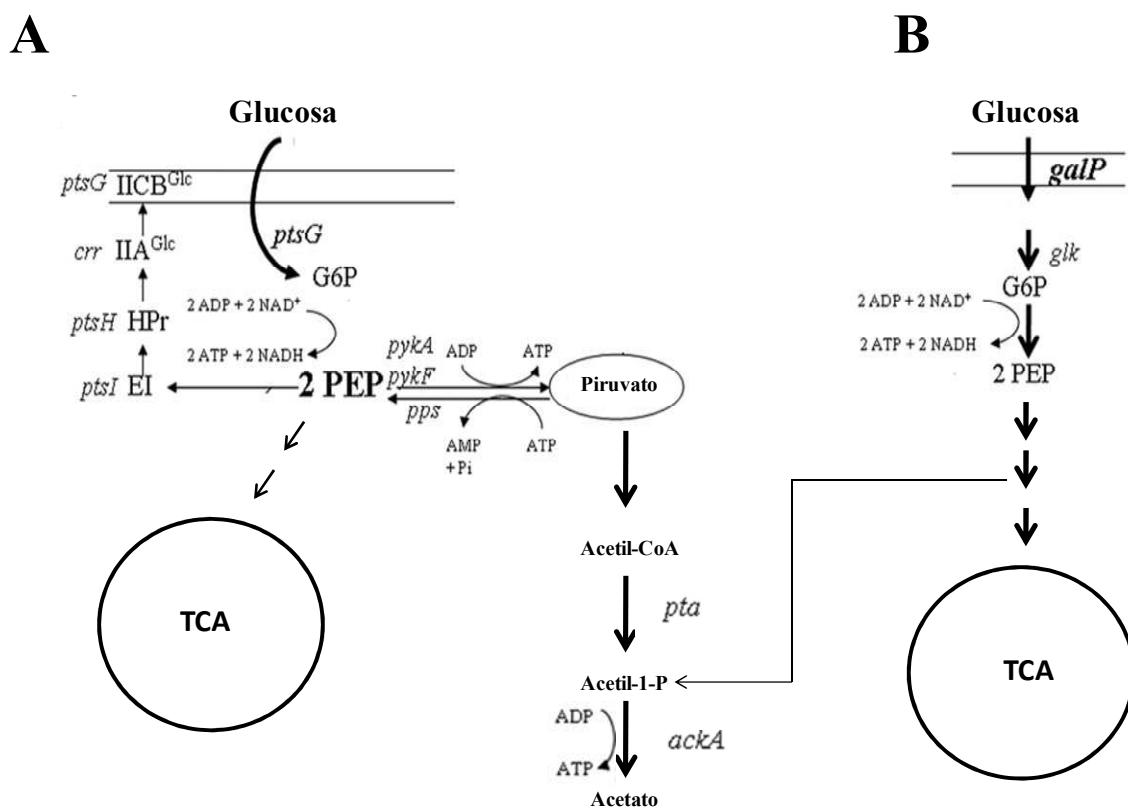 A
B
Glucosa
ptsG IICB^Glc
ptsG
crr IIA^Glc
G6P
2 ADP + 2 NAD+
ptsH HPr
2 ATP + 2 NADH
ptsI EI
2 PEP
pykA
pykF
pps
ADP
ATP
AMP
+Pi
ATP
Piruvato
TCA
Acetil-CoA
pta
Acetil-1-P
ADP
ATP
ackA
Acetato
Glucosa
galP
glk
G6P
2 ADP + 2 NAD+
2 ATP + 2 NADH
2 PEP
TCA